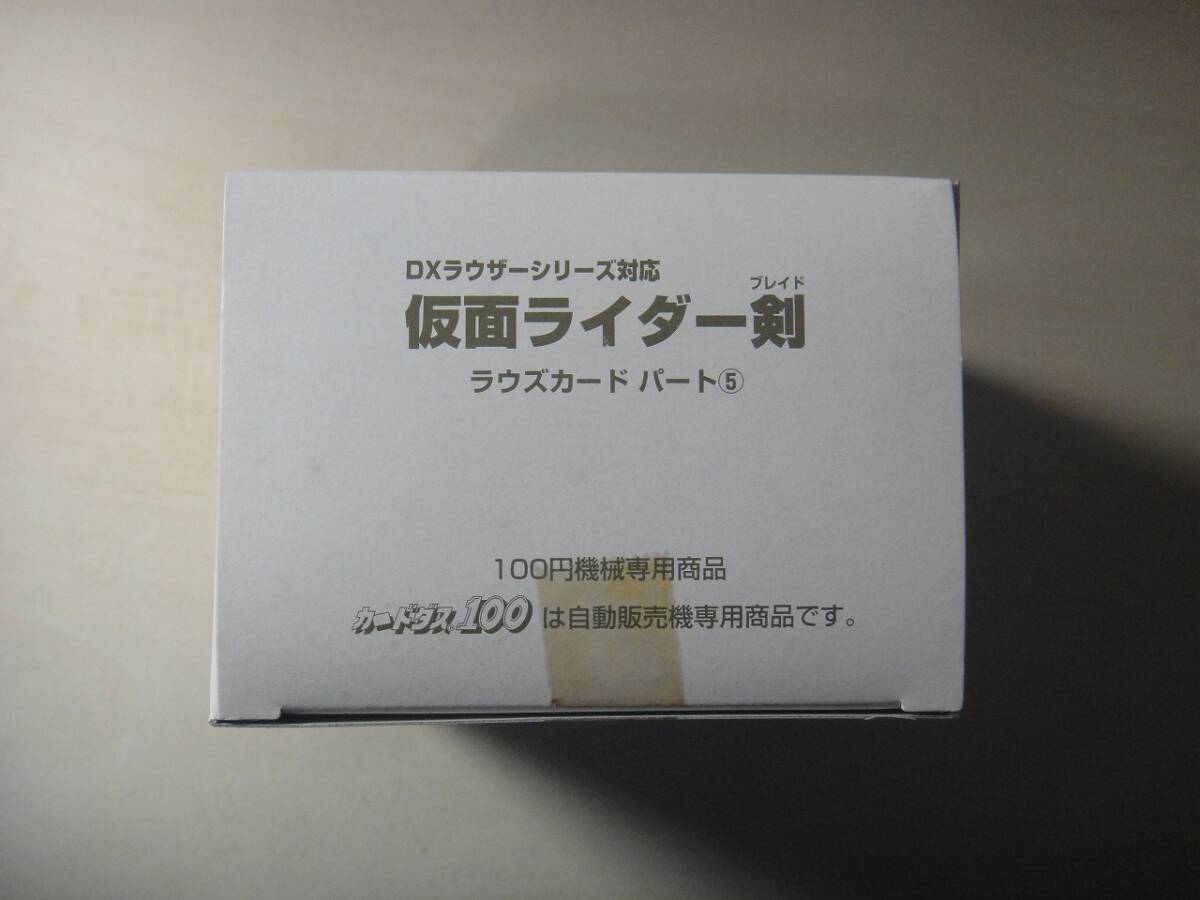 DXラウザーシリーズ対応
ブレイド
仮面ライダー剣
ラウズカード パート⑤
100円機械専用商品
カードダス®100 は自動販売機専用商品です。